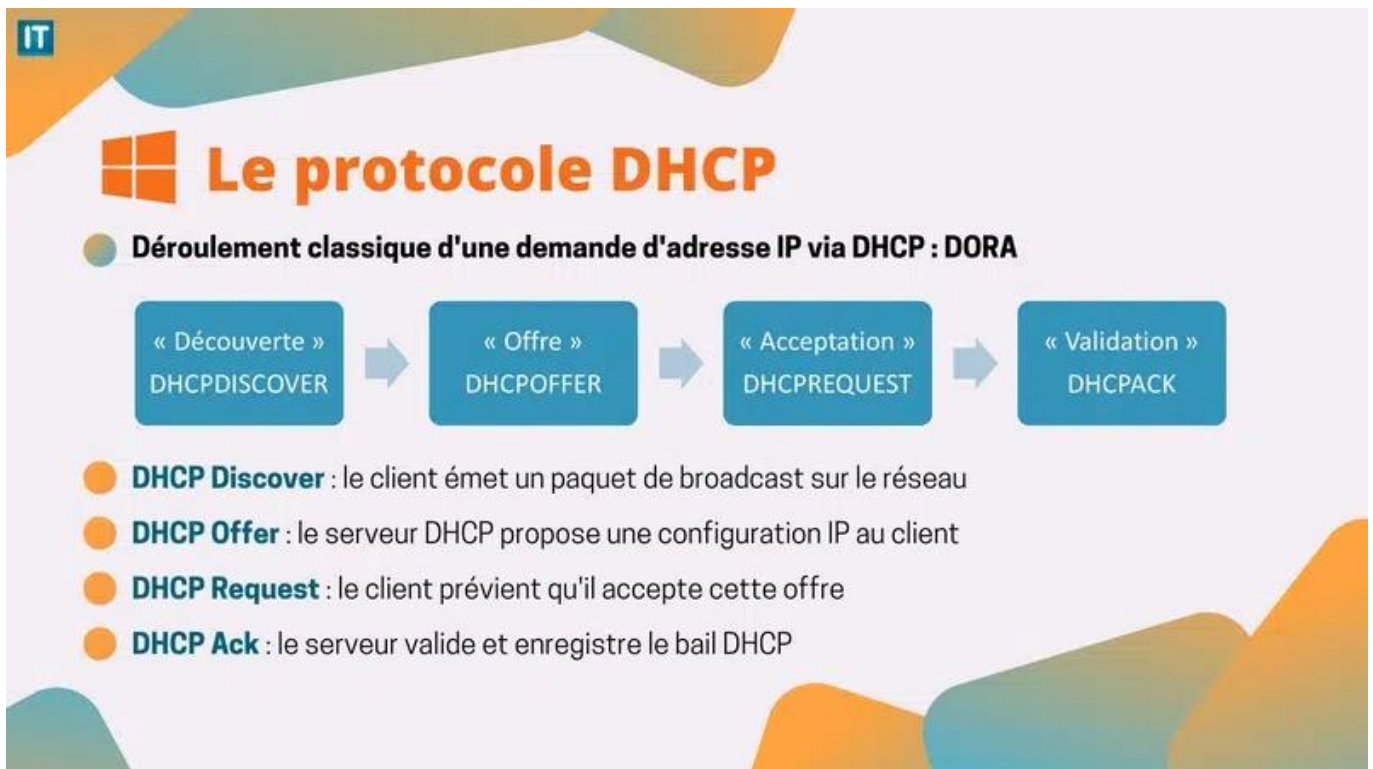 IT
Le protocole DHCP
Déroulement classique d'une demande d'adresse IP via DHCP : DORA
« Découverte »
DHCPDISCOVER
« Offre »
DHCPOFFER
« Acceptation »
DHCPREQUEST
« Validation »
DHCPACK
DHCP Discover : le client émet un paquet de broadcast sur le réseau
DHCP Offer : le serveur DHCP propose une configuration IP au client
DHCP Request : le client prévient qu'il accepte cette offre
DHCP Ack : le serveur valide et enregistre le bail DHCP